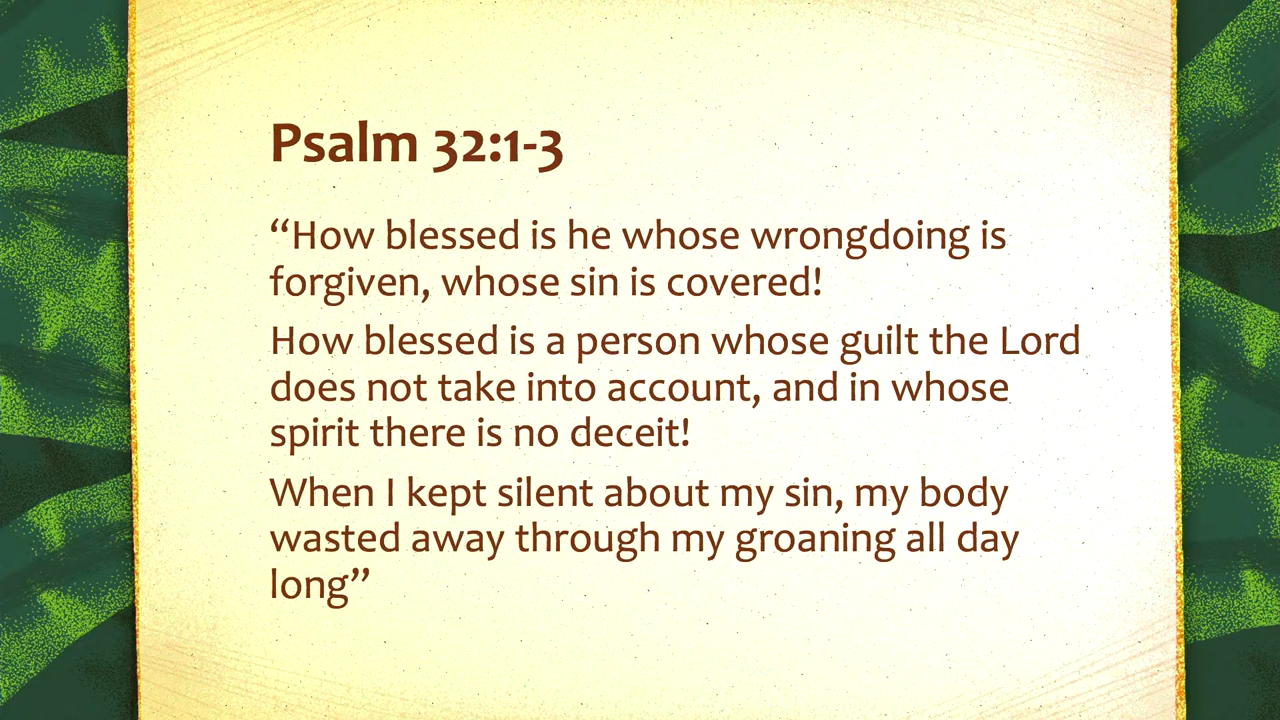 Psalm 32:1-3
“How blessed is he whose wrongdoing is
forgiven, whose sin is covered!
How blessed is a person whose guilt the Lord
does not take into account, and in whose
spirit there is no deceit!
When I kept silent about my sin, my body
wasted away through my groaning all day
long”